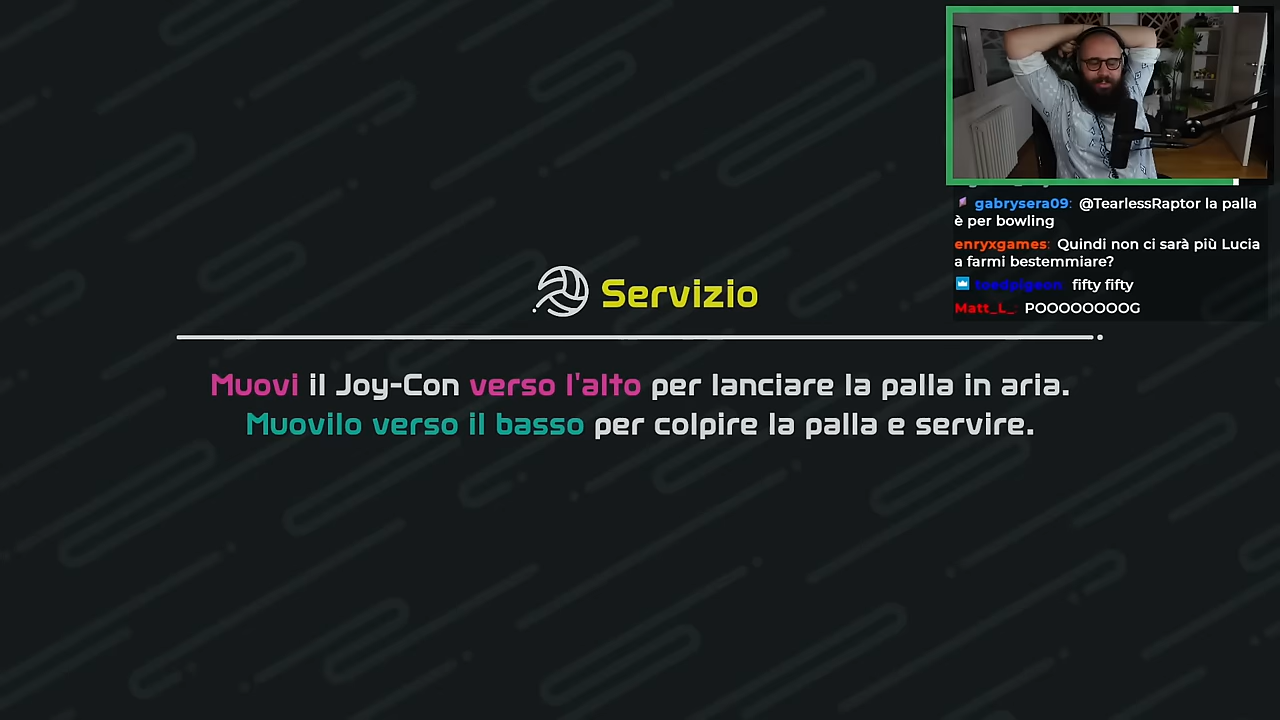 gabrysera09: @TearlessRaptor la palla
è per bowling
enryxgames: Quindi non ci sarà più Lucia
a farmi bestemmiare?
toedpigeon fifty fifty
Matt_L_: POOOOOOOOG
Servizio
Muovi il Joy-Con verso l'alto per lanciare la palla in aria.
Muovilo verso il basso per colpire la palla e servire.